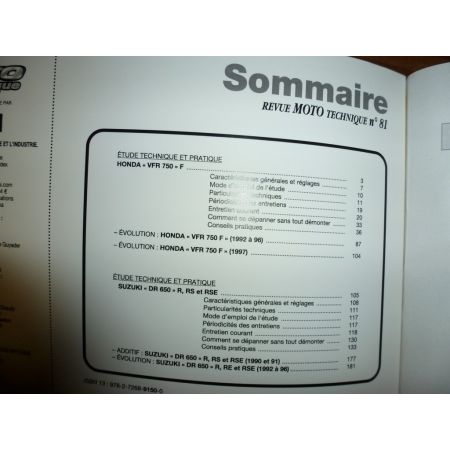 Sommaire
REVUE MOTO TECHNIQUE n° 81
ÉTUDE TECHNIQUE ET PRATIQUE
HONDA « VFR 750 » F
Caractéristiques générales et réglages 3
Mode d'emploi de l'étude 7
Particularités techniques 10
Périodicités des entretiens 11
Entretien courant 19
Comment se dépanner sans tout démonter 20
Conseils pratiques 33
36
– ÉVOLUTION : HONDA « VFR 750 F » (1992 à 96) 87
– ÉVOLUTION : HONDA « VFR 750 F » (1997) 104
ÉTUDE TECHNIQUE ET PRATIQUE
SUZUKI « DR 650 » R, RS et RSE 105
Caractéristiques générales et réglages 108
Particularités techniques 111
Mode d'emploi de l'étude 117
Périodicités des entretiens 117
Entretien courant 118
Comment se dépanner sans tout démonter 130
Conseils pratiques 133
– ADDITIF : SUZUKI « DR 650 » R, RS et RSE (1990 et 91) 177
– ÉVOLUTION : SUZUKI « DR 650 » R, RE et RSE (1992 à 96) 181
E PAR
E ET L'INDUSTRIE.
Guyader